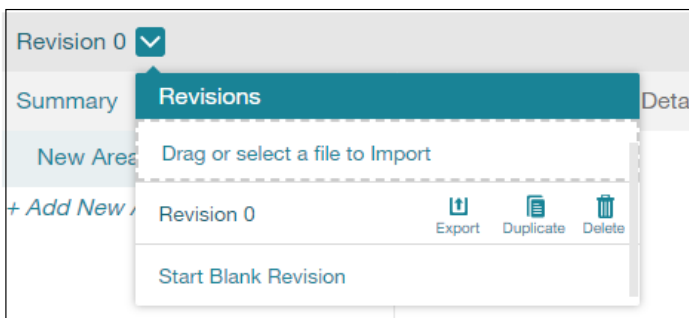 Revision 0
Revisions
Summary
Deta
Drag or select a file to Import
New Area
+ Add New
Revision 0
Export Duplicate Delete
Start Blank Revision